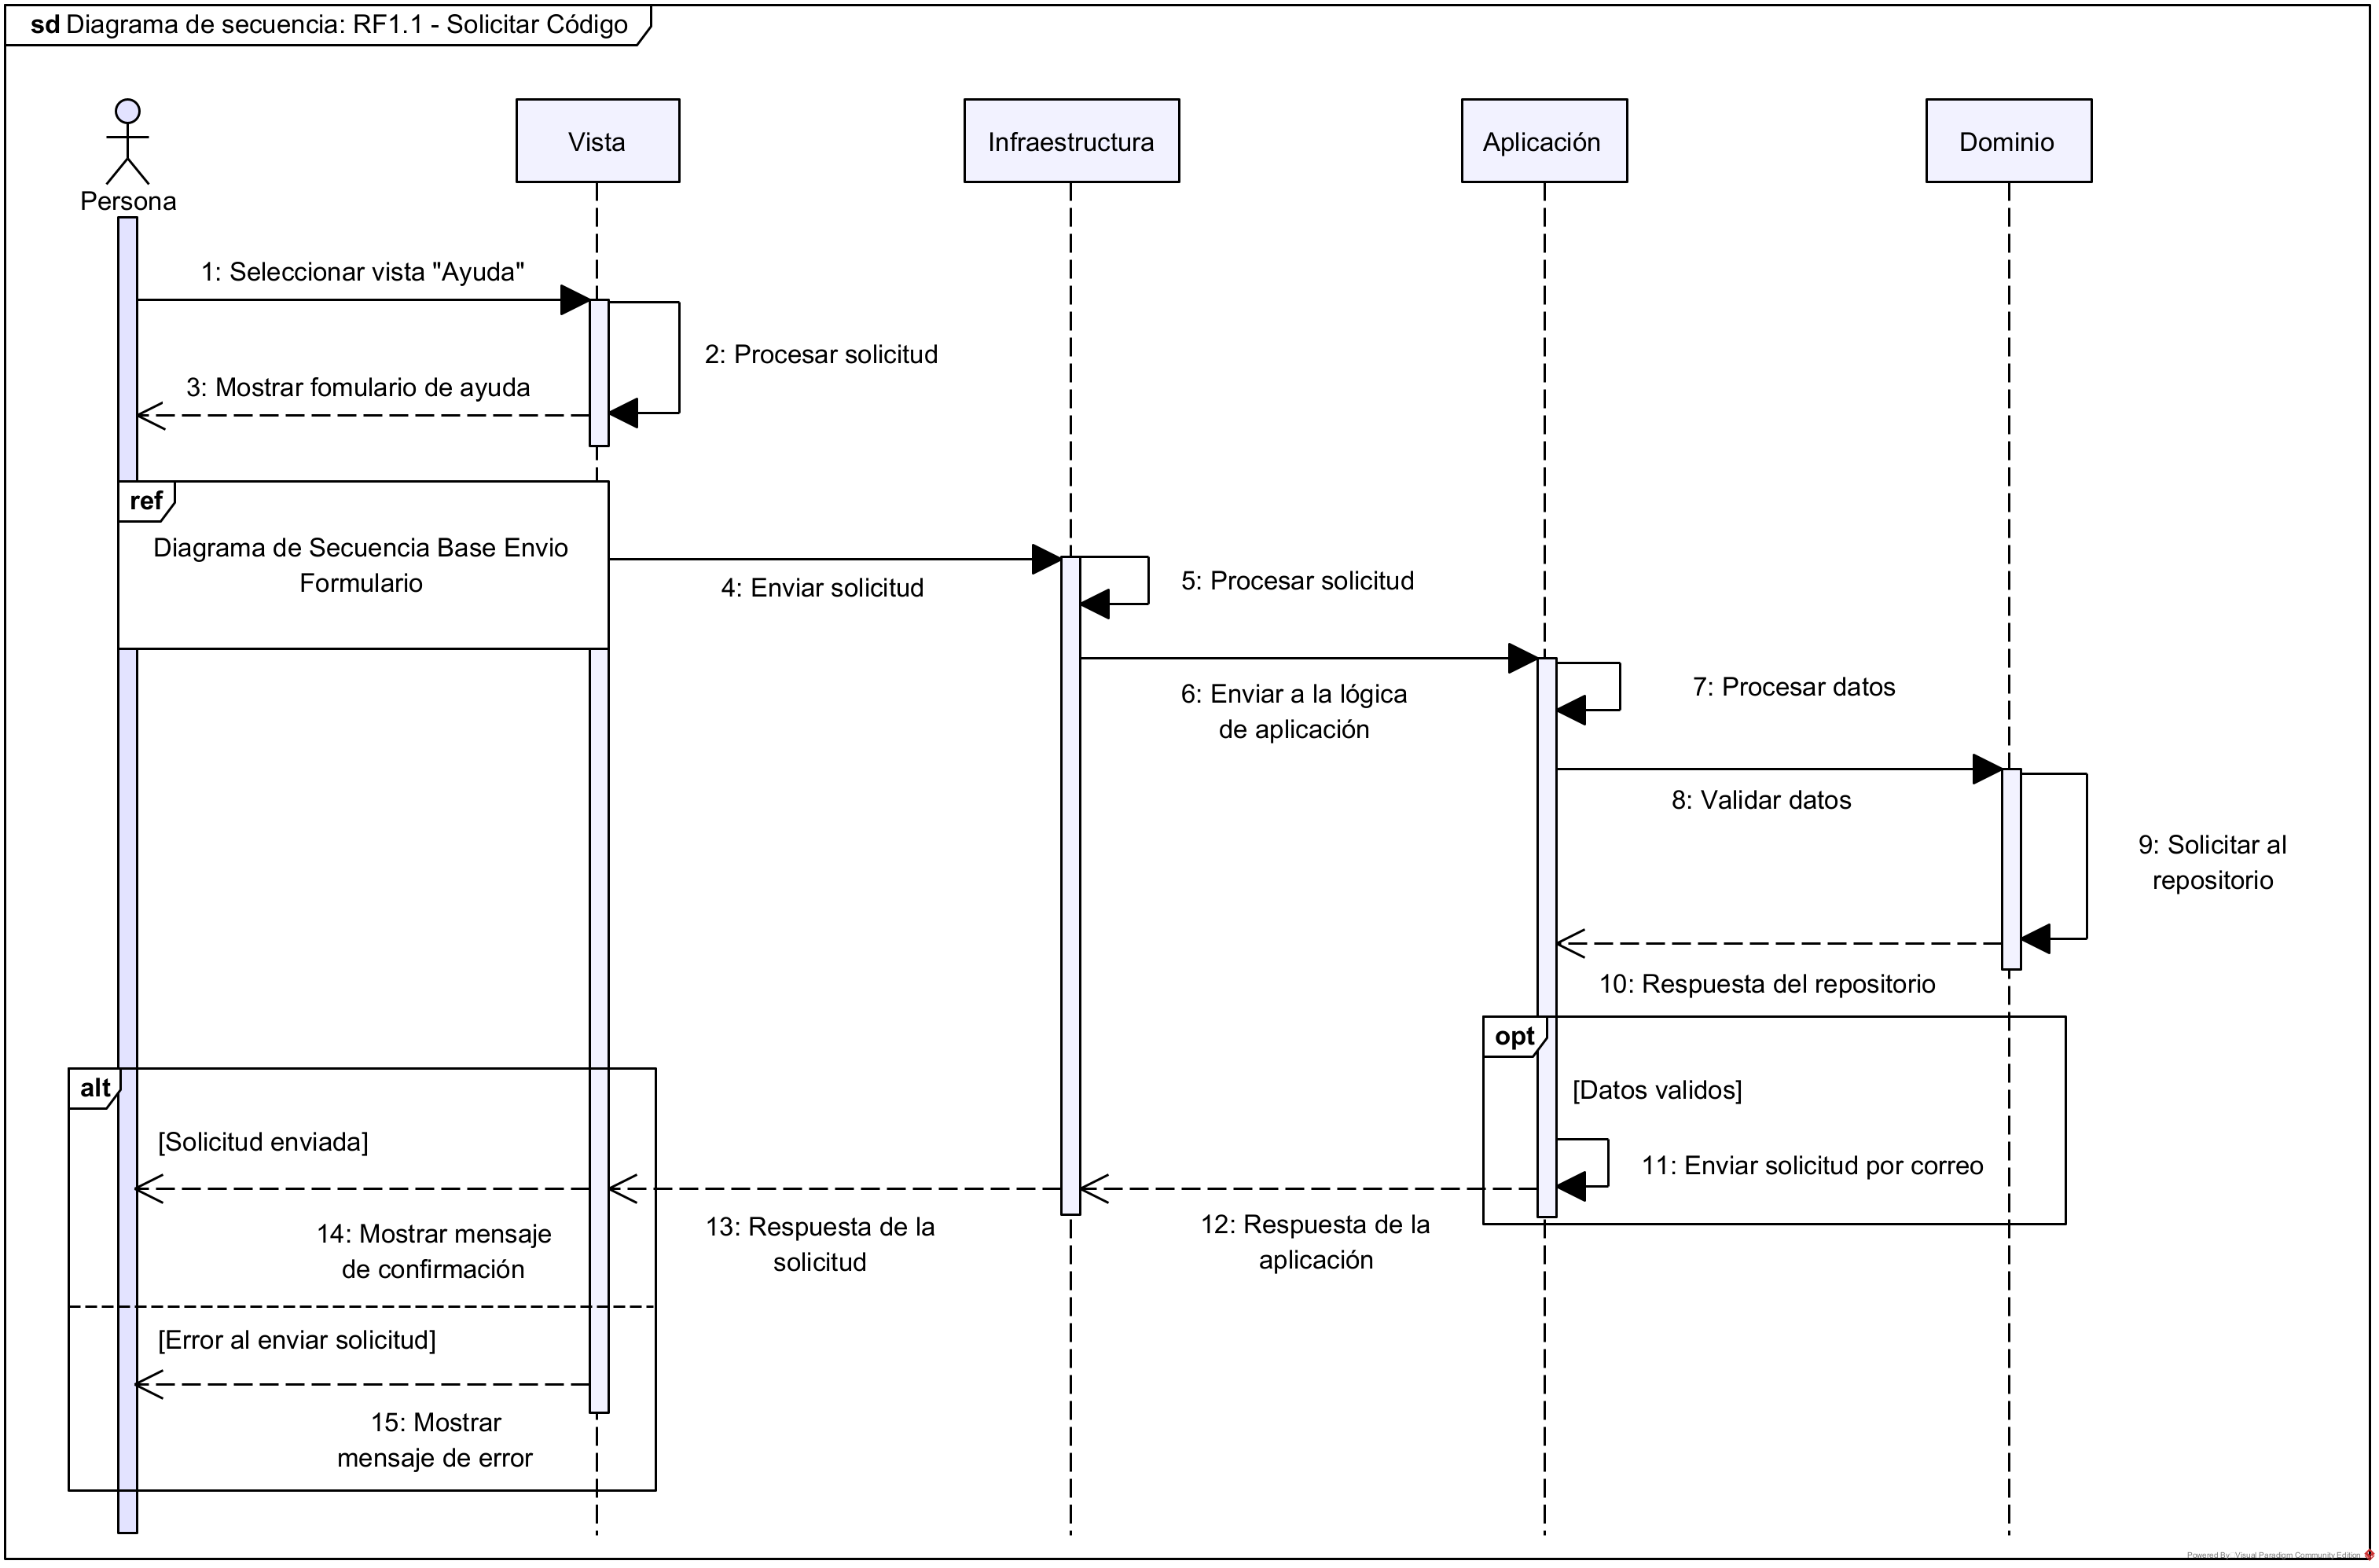 sd Diagrama de secuencia: RF1.1 - Solicitar Código
Persona
Vista
Infraestructura
Aplicación
Dominio
1: Seleccionar vista "Ayuda"
2: Procesar solicitud
3: Mostrar fomulario de ayuda
ref
Diagrama de Secuencia Base Envio
Formulario
4: Enviar solicitud
5: Procesar solicitud
6: Enviar a la lógica
de aplicación
7: Procesar datos
8: Validar datos
9: Solicitar al
repositorio
10: Respuesta del repositorio
opt
[Datos validos]
11: Enviar solicitud por correo
12: Respuesta de la
aplicación
13: Respuesta de la
solicitud
alt
[Solicitud enviada]
14: Mostrar mensaje
de confirmación
[Error al enviar solicitud]
15: Mostrar
mensaje de error
Powered By Visual Paradigm Community Edition